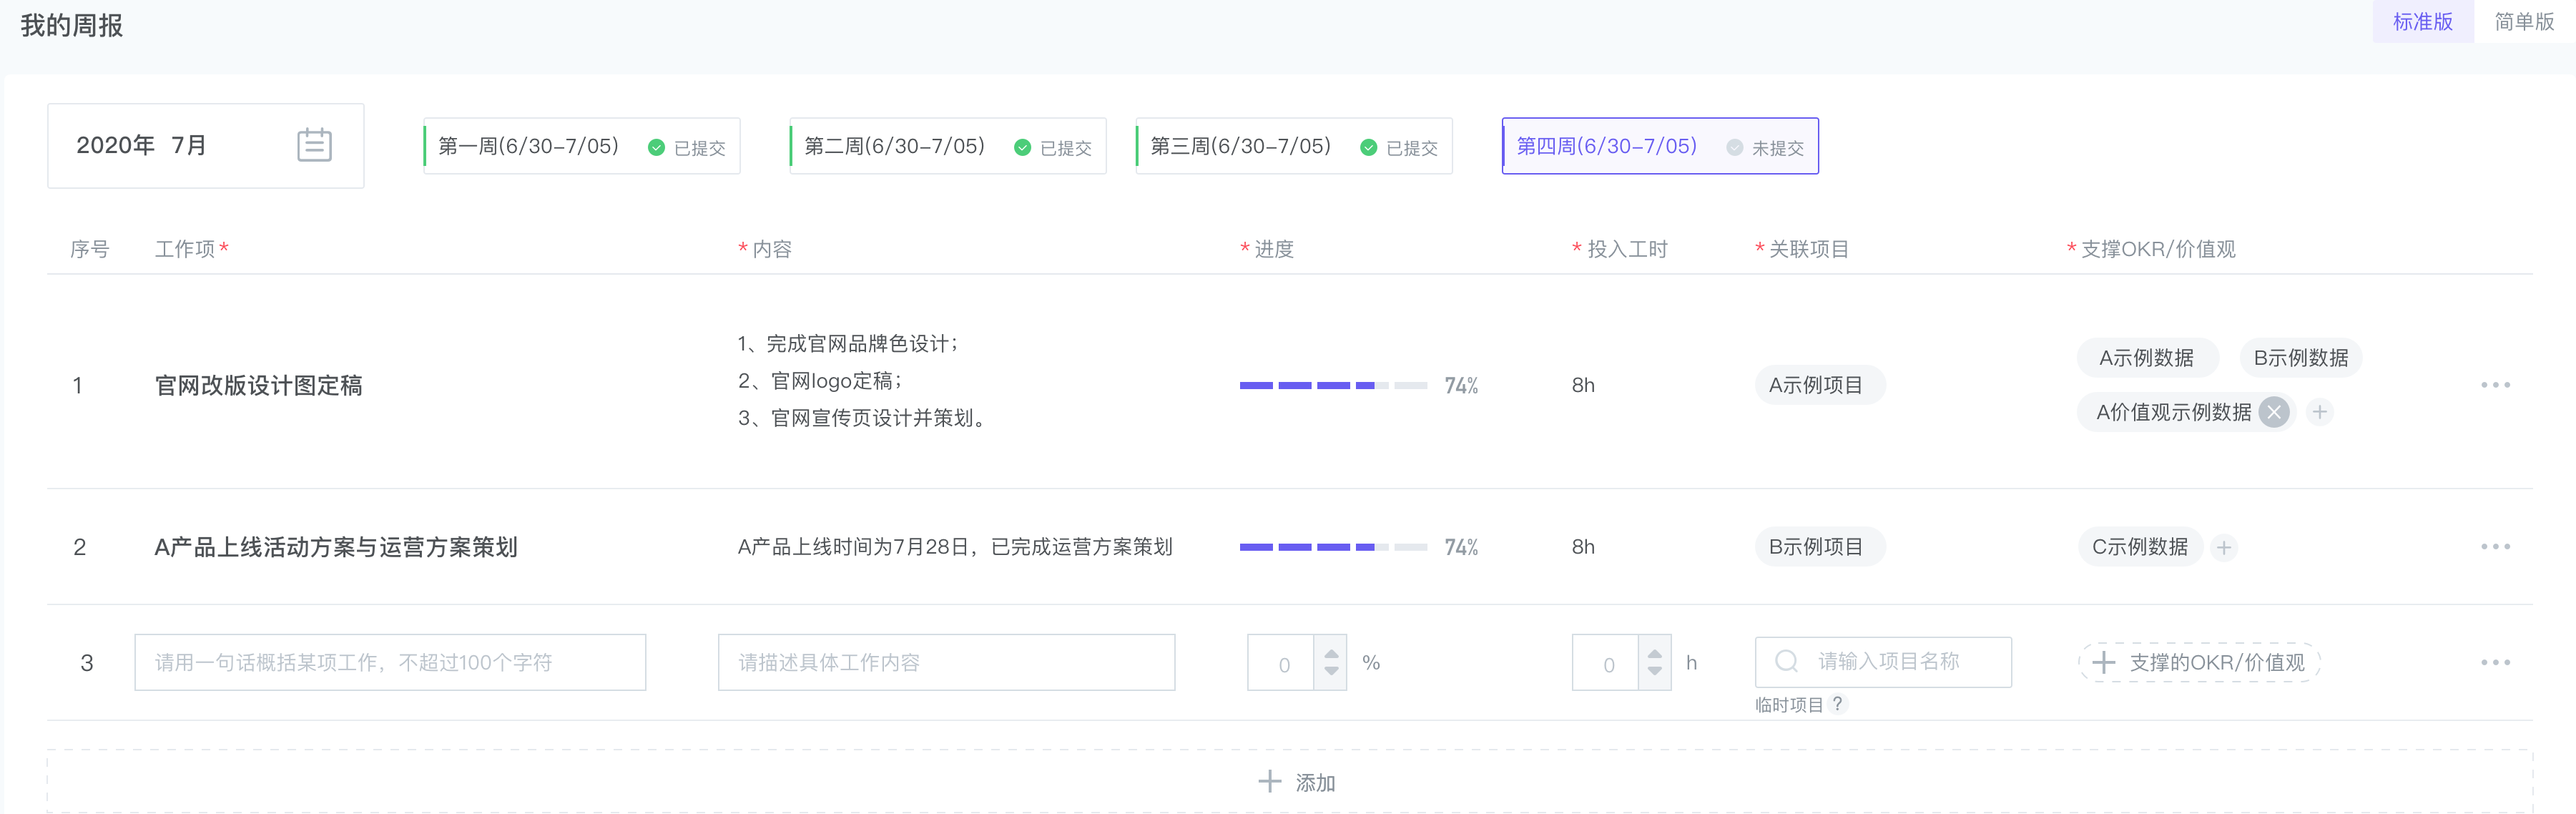 我的周报
标准版 简单版
2020年 7月
第一周(6/30-7/05) 已提交
第二周(6/30-7/05) 已提交
第三周(6/30-7/05) 已提交
第四周(6/30-7/05) 未提交
序号 工作项* *内容 *进度 *投入工时 *关联项目 *支撑OKR/价值观
1 官网改版设计图定稿
1、完成官网品牌色设计；
2、官网logo定稿；
3、官网宣传页设计并策划。
74% 8h A示例项目
A示例数据 B示例数据
A价值观示例数据
2 A产品上线活动方案与运营方案策划 A产品上线时间为7月28日，已完成运营方案策划 74% 8h B示例项目 C示例数据
3 请用一句话概括某项工作，不超过100个字符 请描述具体工作内容 0 % 0 h 请输入项目名称 支撑的OKR/价值观
临时项目 ?
添加